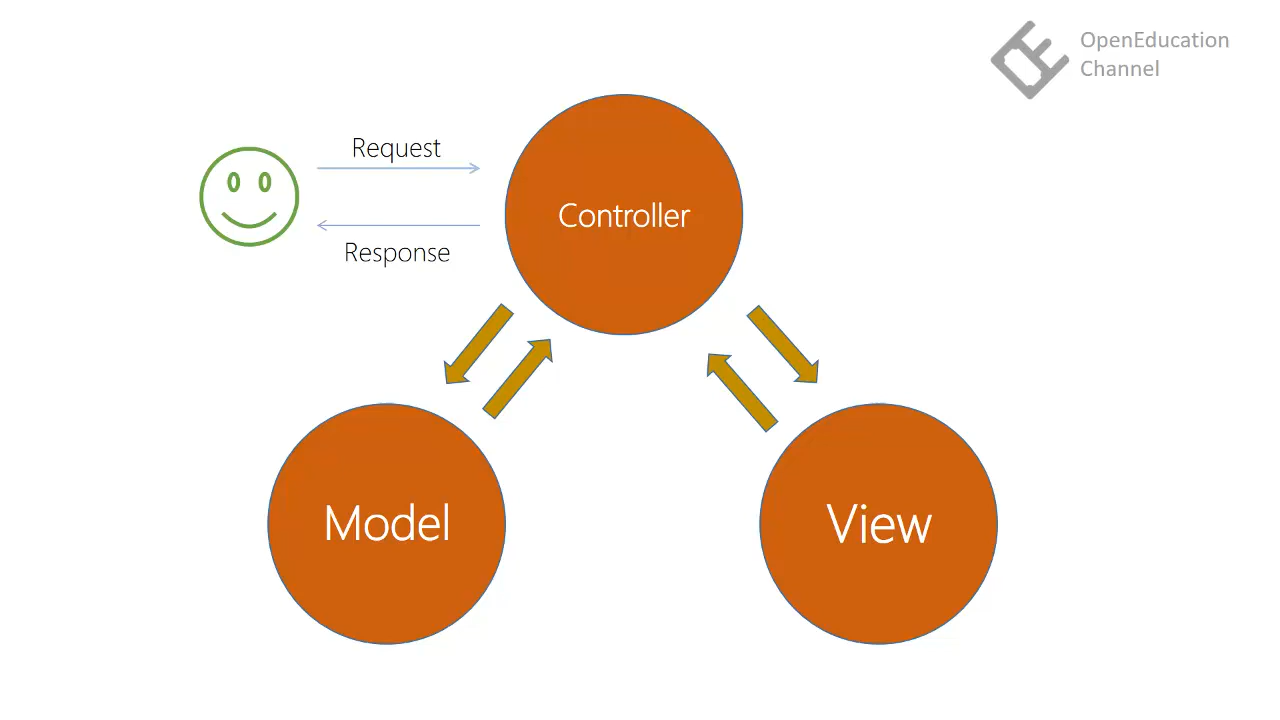 OpenEducation
Channel
Request
Response
Controller
Model
View